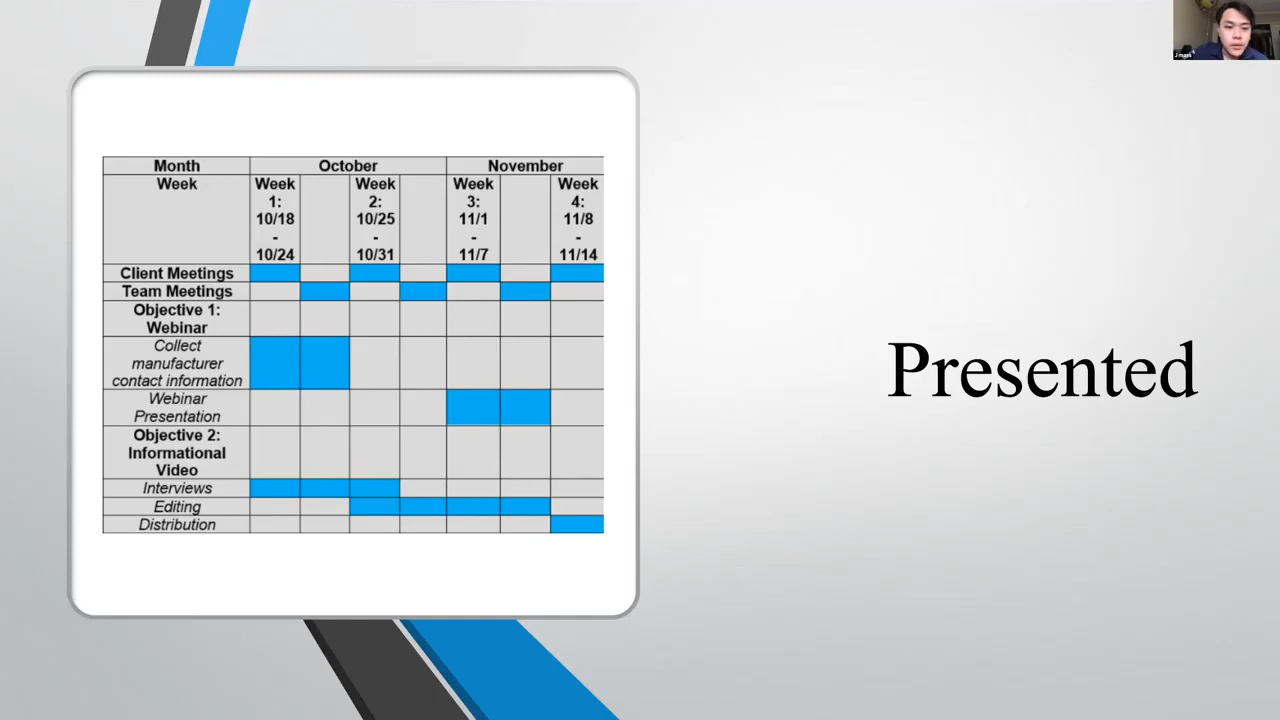 Month October November
Week Week Week Week Week
1: 2: 3: 4:
10/18 10/25 11/1 11/8
- - - -
10/24 10/31 11/7 11/14
Client Meetings
Team Meetings
Objective 1:
Webinar
Collect
manufacturer
contact information
Webinar
Presentation
Objective 2:
Informational
Video
Interviews
Editing
Distribution
Presented